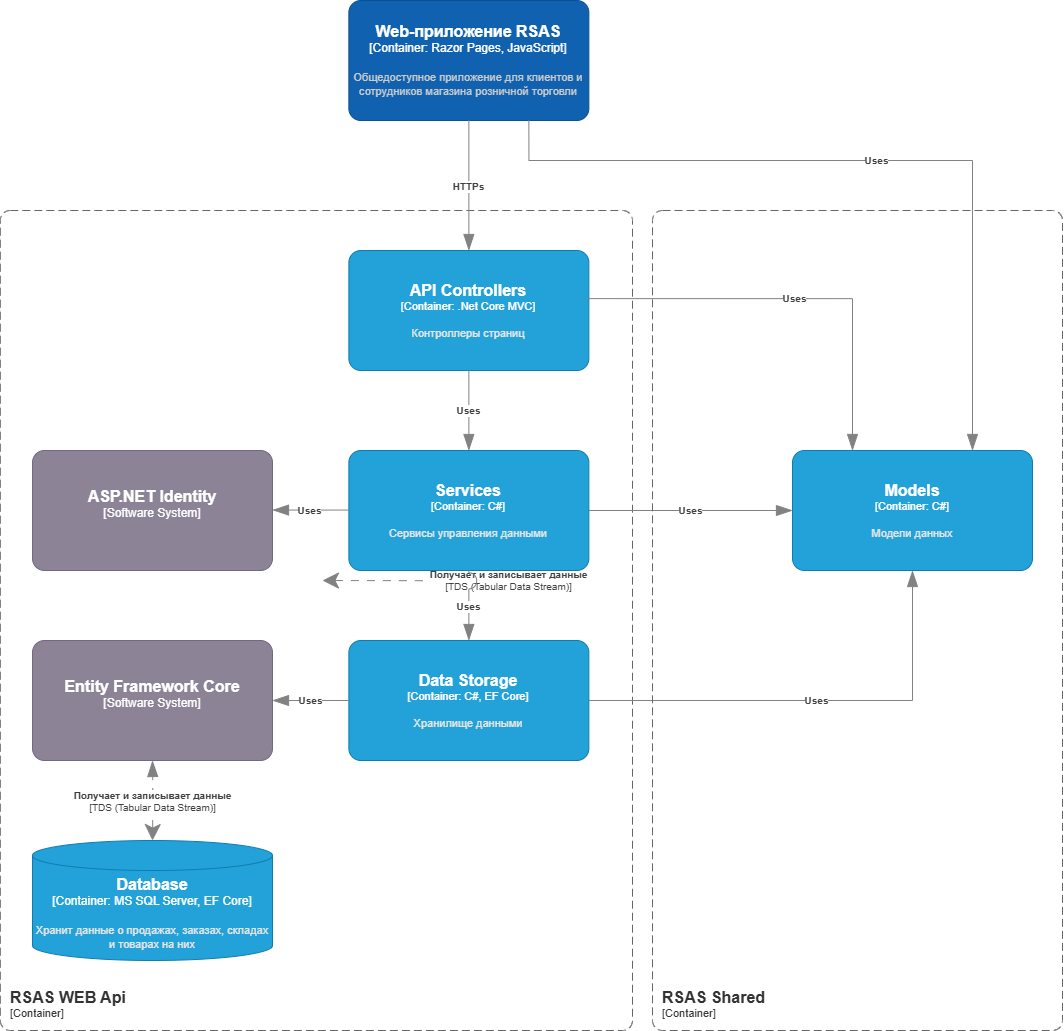 Web-приложение RSAS
[Container: Razor Pages, JavaScript]
Общедоступное приложение для клиентов и
сотрудников магазина розничной торговли
Uses
HTTPs
API Controllers
[Container: .Net Core MVC]
Контроллеры страниц
Uses
Uses
ASP.NET Identity
[Software System]
Uses
Services
[Container: C#]
Сервисы управления данными
Uses
Models
[Container: C#]
Модели данных
Получает и записывает данные
[TDS (Tabular Data Stream)]
Uses
Entity Framework Core
[Software System]
Uses
Data Storage
[Container: C#, EF Core]
Хранилище данными
Uses
Получает и записывает данные
[TDS (Tabular Data Stream)]
Database
[Container: MS SQL Server, EF Core]
Хранит данные о продажах, заказах, складах
и товарах на них
RSAS WEB Api
[Container]
RSAS Shared
[Container]